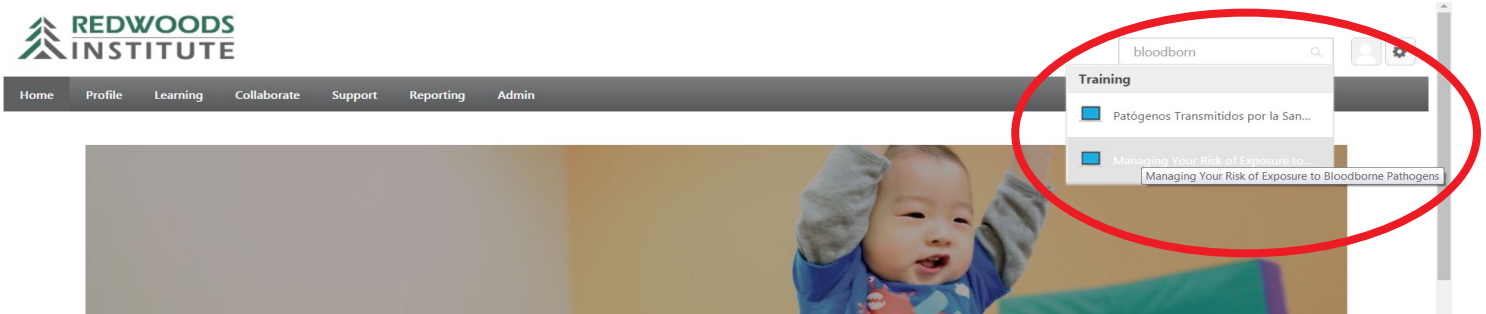 REDWOODS
INSTITUTE
bloodborn
Home Profile Learning Collaborate Support Reporting Admin
Training
Patógenos Transmitidos por la San...
Managing Your Risk of Exposure to...
Managing Your Risk of Exposure to Bloodborne Pathogens